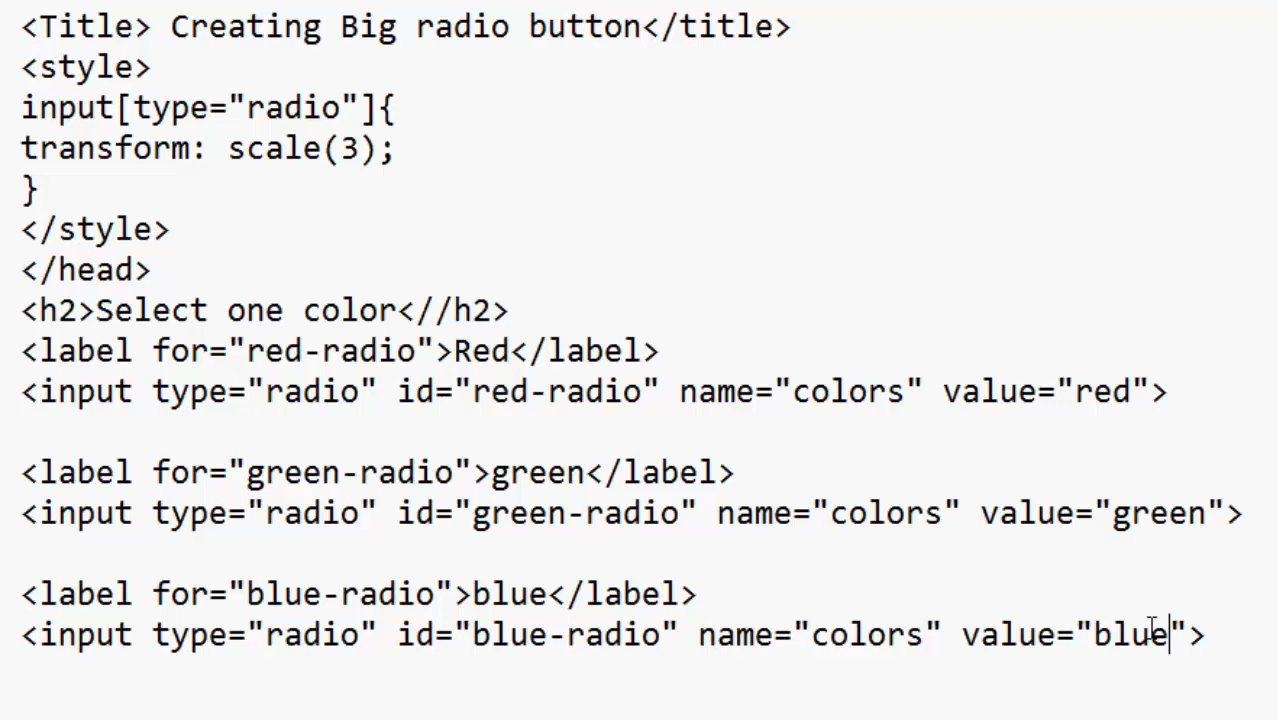 <Title> Creating Big radio button</title>
<style>
input[type="radio"]{
transform: scale(3);
}
</style>
</head>
<h2>Select one color<//h2>
<label for="red-radio">Red</label>
<input type="radio" id="red-radio" name="colors" value="red">
<label for="green-radio">green</label>
<input type="radio" id="green-radio" name="colors" value="green">
<label for="blue-radio">blue</label>
<input type="radio" id="blue-radio" name="colors" value="blue">